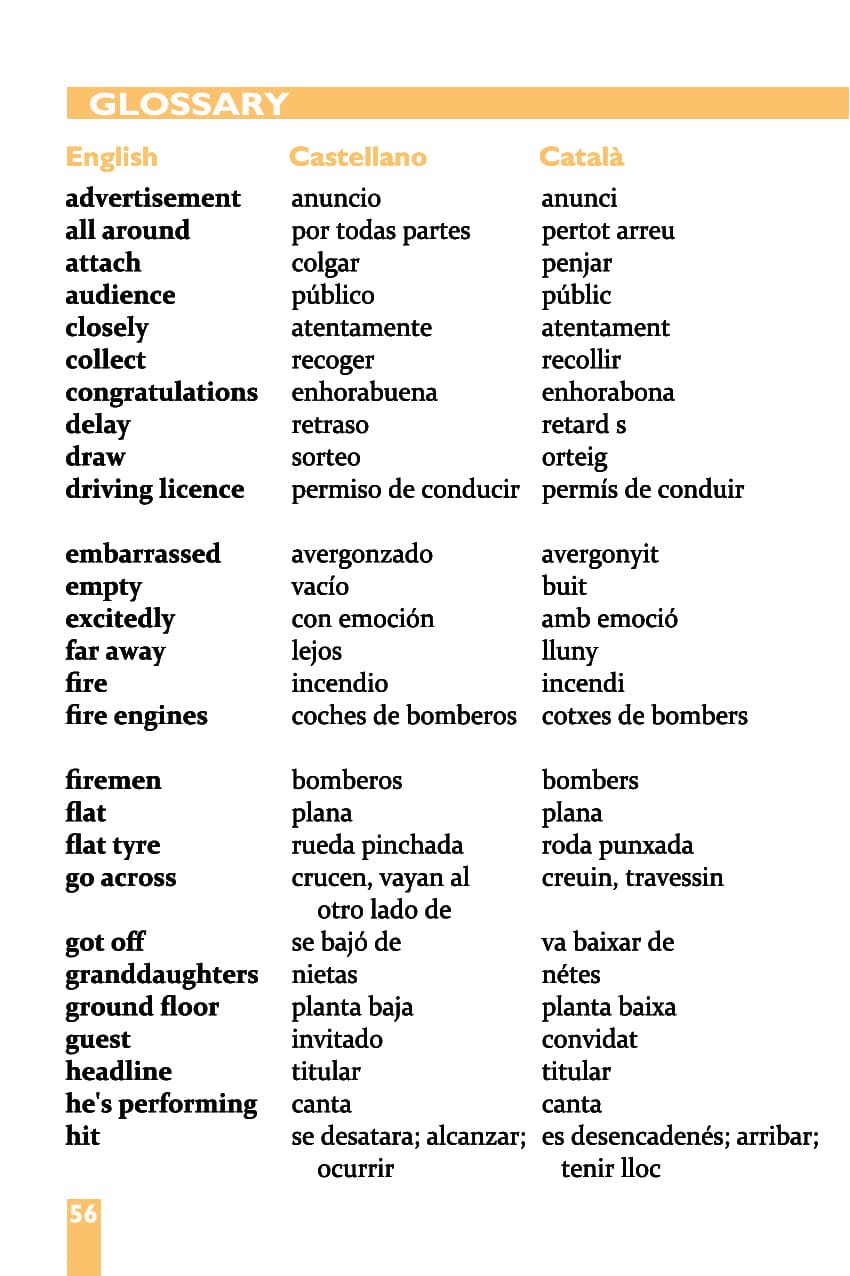 GLOSSARY
English Castellano Català
advertisement anuncio anunci
all around por todas partes pertot arreu
attach colgar penjar
audience público públic
closely atentamente atentament
collect recoger recollir
congratulations enhorabuena enhorabona
delay retraso retard s
draw sorteo orteig
driving licence permiso de conducir permís de conduir
embarrassed avergonzado avergonyit
empty vacío buit
excitedly con emoción amb emoció
far away lejos lluny
fire incendio incendi
fire engines coches de bomberos cotxes de bombers
firemen bomberos bombers
flat plana plana
flat tyre rueda pinchada roda punxada
go across crucen, vayan al creuin, travessin
otro lado de
got off se bajó de va baixar de
granddaughters nietas nétes
ground floor planta baja planta baixa
guest invitado convidat
headline titular titular
he's performing canta canta
hit se desatara; alcanzar; es desencadenés; arribar;
ocurrir tenir lloc
56